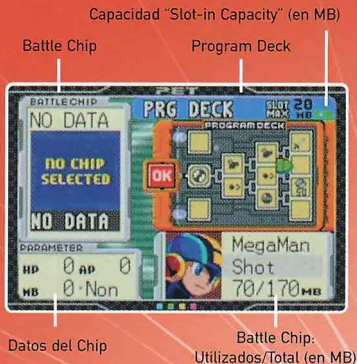 Capacidad "Slot-in Capacity" (en MB)
Battle Chip
Program Deck
PET
BATTLECHIP
NO DATA
PRG DECK
SLOT MAX 20 MB
PROGRAM DECK
NO CHIP
SELECTED
OK
NO DATA
PARAMETER
HP 0 AP 0
MB 0·Non
MegaMan
Shot
70/170 MB
Datos del Chip
Battle Chip:
Utilizados/Total (en MB)